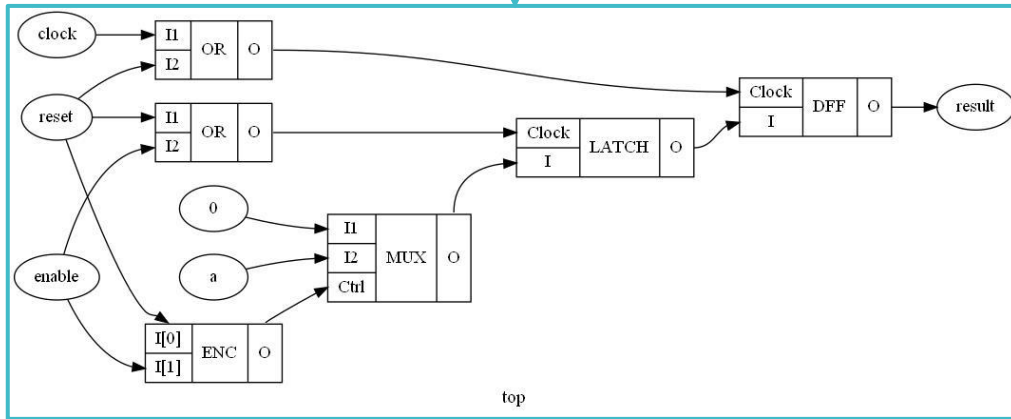 clock
I1
I2
OR
O
reset
I1
I2
OR
O
Clock
I
DFF
O
result
Clock
I
LATCH
O
0
a
I1
I2
Ctrl
MUX
O
enable
I[0]
I[1]
ENC
O
top